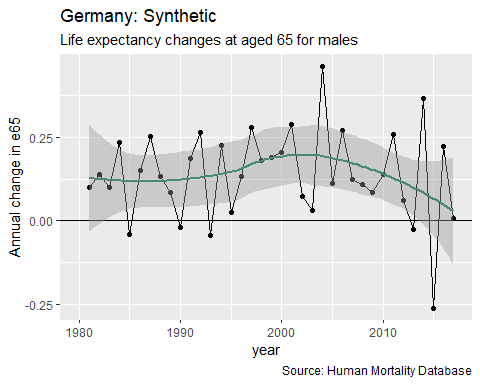 Germany: Synthetic
Life expectancy changes at aged 65 for males
Annual change in e65
0.25
0.00
-0.25
1980 1990 2000 2010
year
Source: Human Mortality Database